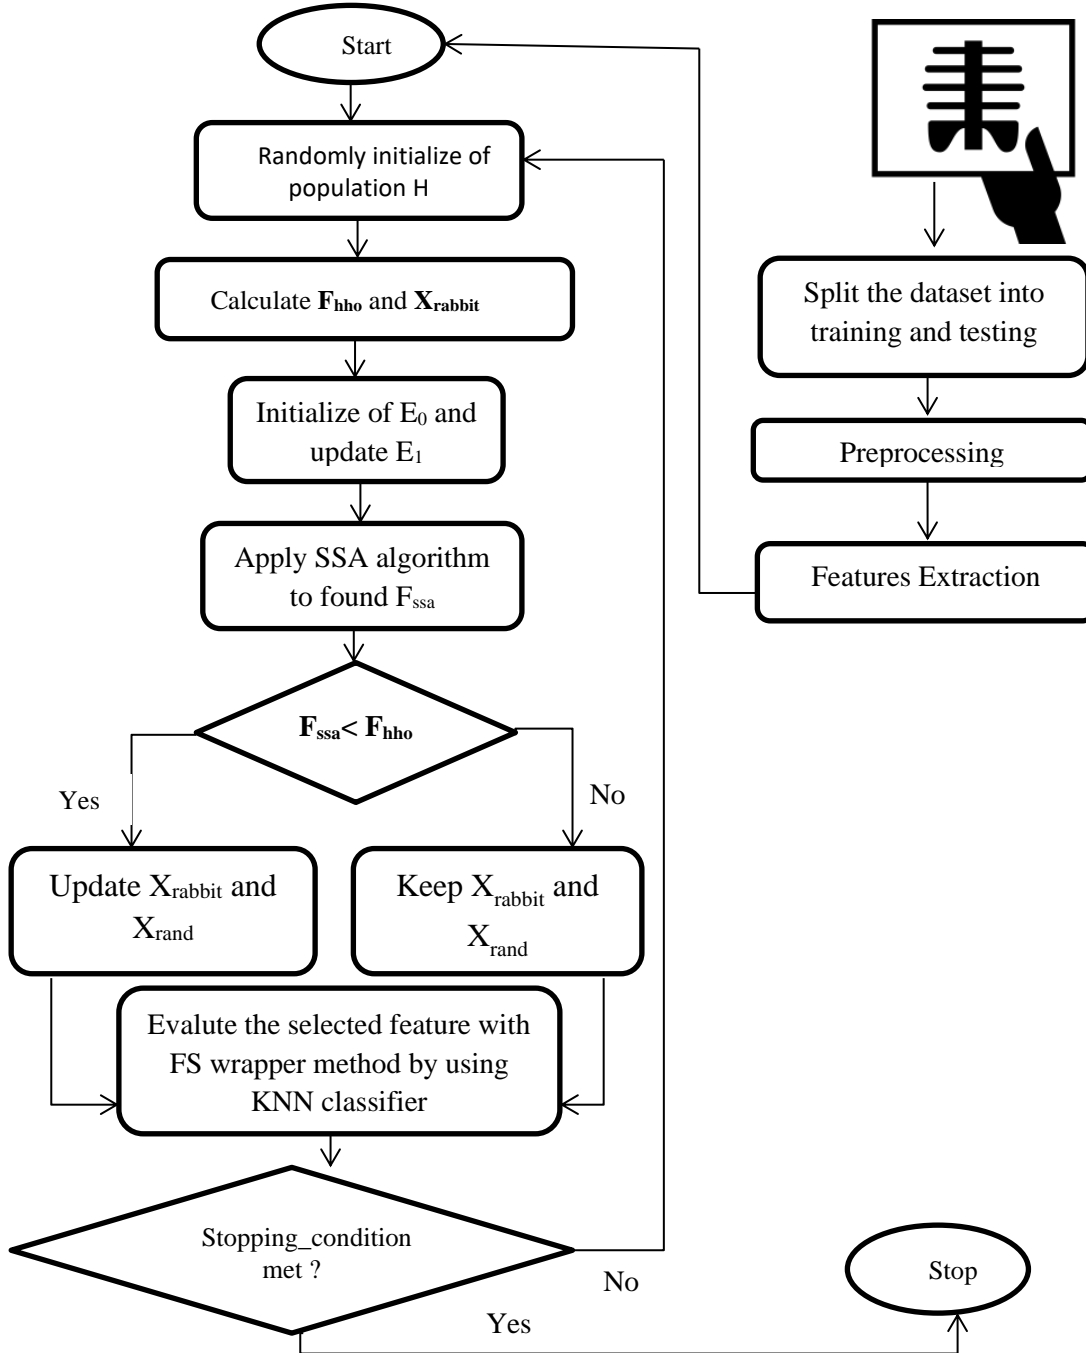 Start
Randomly initialize of
population H
Calculate Fhho and Xrabbit
Initialize of E0 and
update E1
Apply SSA algorithm
to found Fssa
Fssa< Fhho
Yes
No
Update Xrabbit and
Xrand
Keep Xrabbit and
Xrand
Evalute the selected feature with
FS wrapper method by using
KNN classifier
Stopping_condition
met ?
No
Yes
Split the dataset into
training and testing
Preprocessing
Features Extraction
Stop